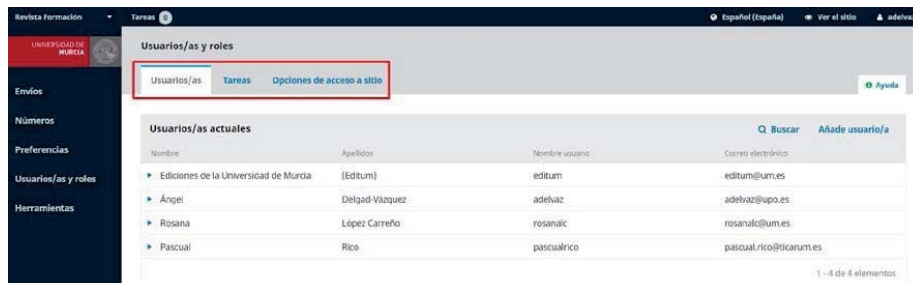 Revista Formación
Tareas 0
Español (España)
Ver el sitio
adelvaz
UNIVERSIDAD DE
MURCIA
Usuarios/as y roles
Usuarios/as
Tareas
Opciones de acceso a sitio
Ayuda
Envíos
Números
Preferencias
Usuarios/as y roles
Herramientas
Usuarios/as actuales
Buscar
Añade usuario/a
Nombre Apellidos Nombre usuario Correo electrónico
Ediciones de la Universidad de Murcia (Editum) editum editum@um.es
Ángel Delgad-Vázquez adelvaz adelvaz@upo.es
Rosana López Carreño rosanalc rosanalc@um.es
Pascual Rico pascualrico pascual.rico@ticarum.es
1 - 4 de 4 elementos